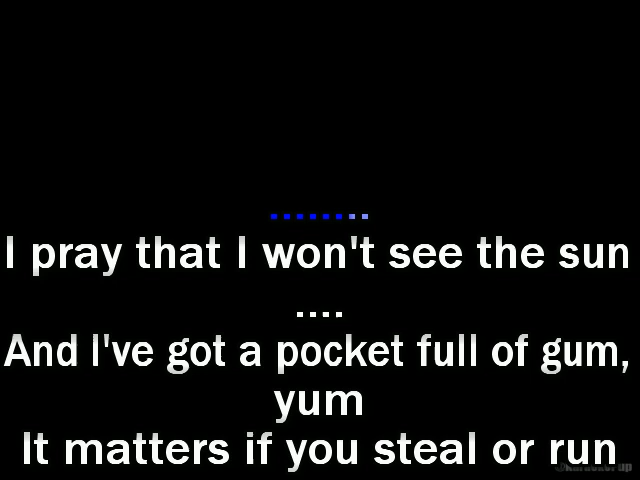 ..........
I pray that I won't see the sun
....
And I've got a pocket full of gum,
yum
It matters if you steal or run